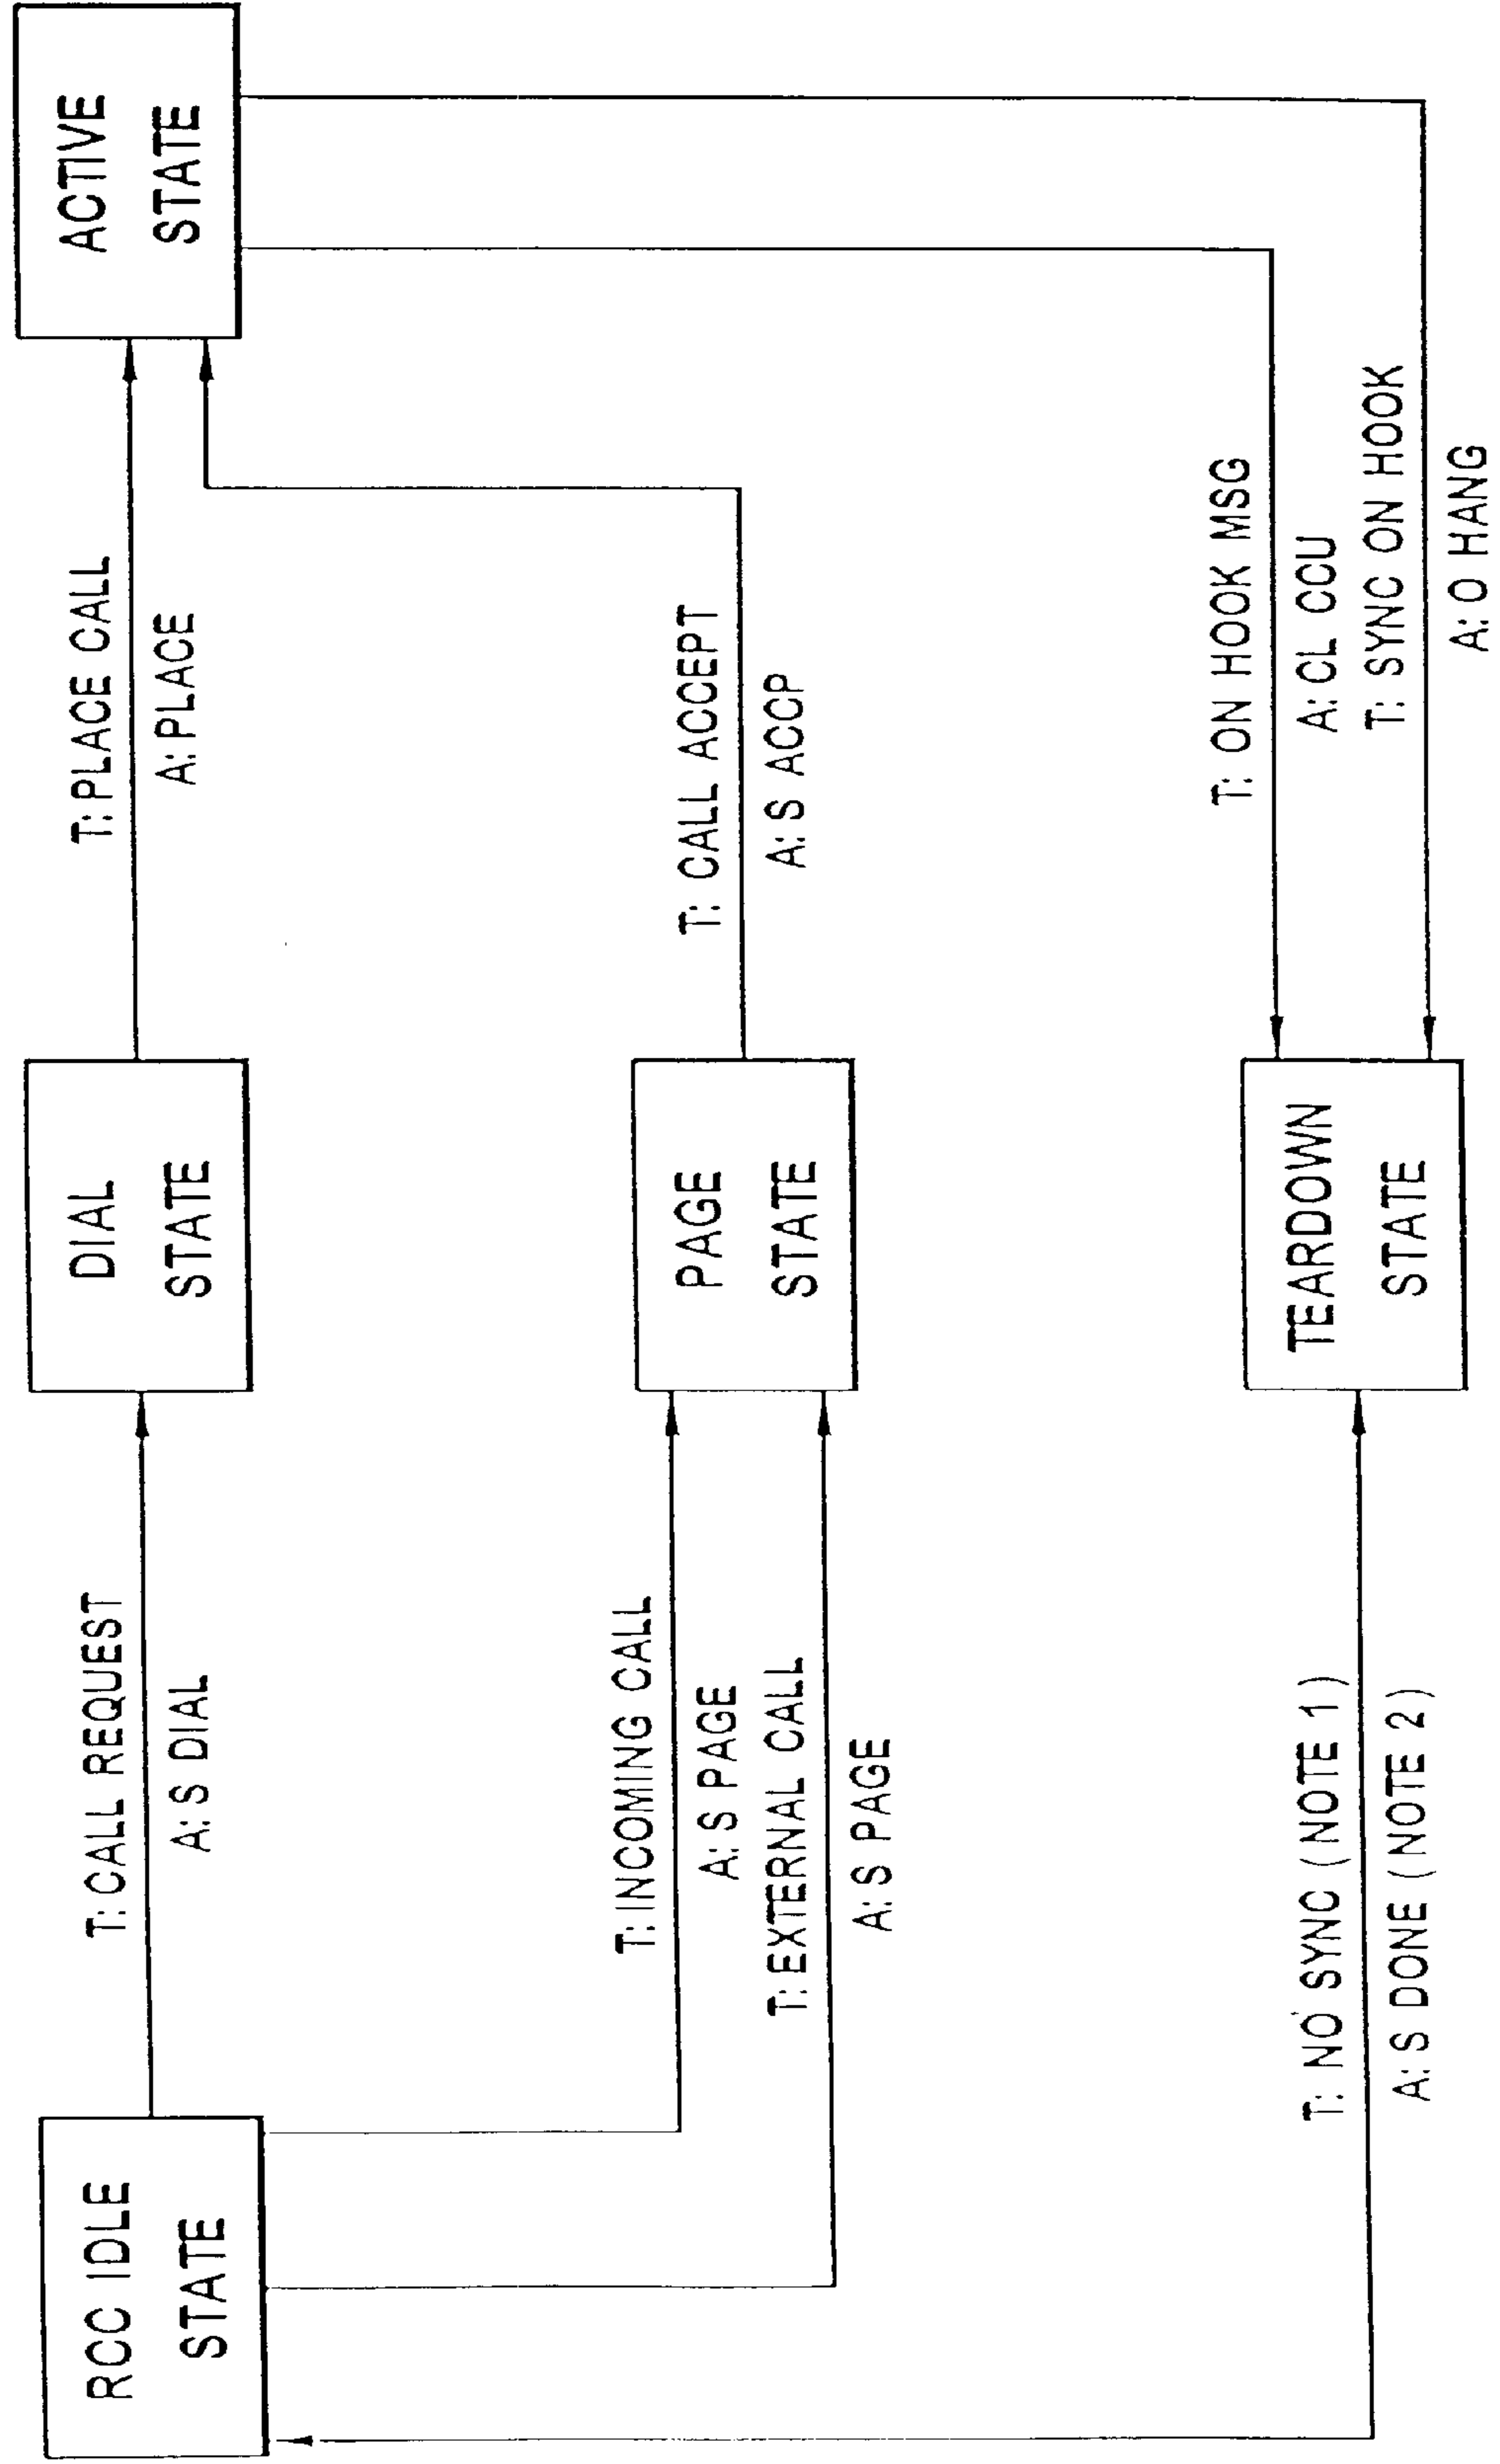 RCC IDLE
STATE
T: CALL REQUEST
A: S DIAL
DIAL
STATE
T: PLACE CALL
A: PLACE
ACTIVE
STATE
T: INCOMING CALL
A: S PAGE
T: EXTERNAL CALL
A: S PAGE
PAGE
STATE
T: CALL ACCEPT
A: S ACCP
T: NO SYNC (NOTE 1)
A: S DONE (NOTE 2)
TEARDOWN
STATE
T: ON HOOK MSG
A: CL CCU
T: SYNC ON HOOK
A: O HANG